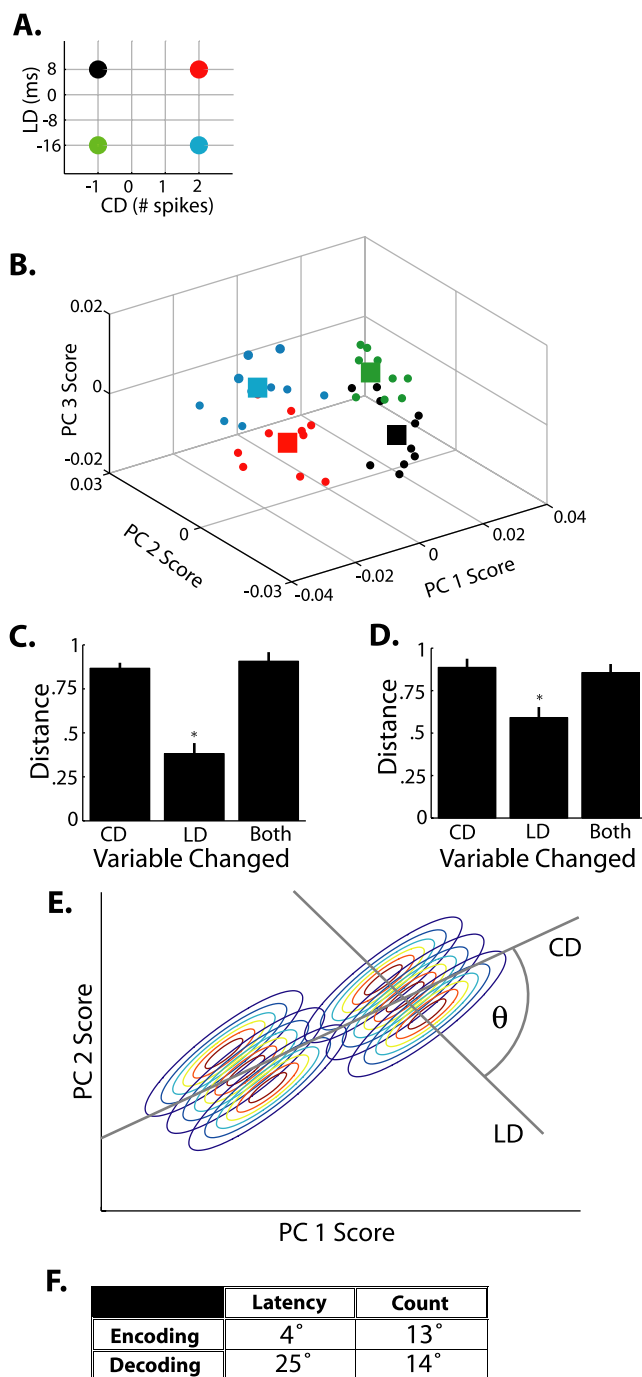 A.
LD (ms)
8
0
-8
-16
-1 0 1 2
CD (# spikes)
B.
PC 3 Score
0.02
0
-0.02
0.03
0
-0.03
PC 2 Score
-0.04
-0.02
0
0.02
0.04
PC 1 Score
C.
Distance
1
.75
.5
.25
0
*
CD LD Both
Variable Changed
D.
Distance
1
.75
.5
.25
0
*
CD LD Both
Variable Changed
E.
PC 2 Score
CD
θ
LD
PC 1 Score
F.
Latency Count
Encoding 4° 13°
Decoding 25° 14°